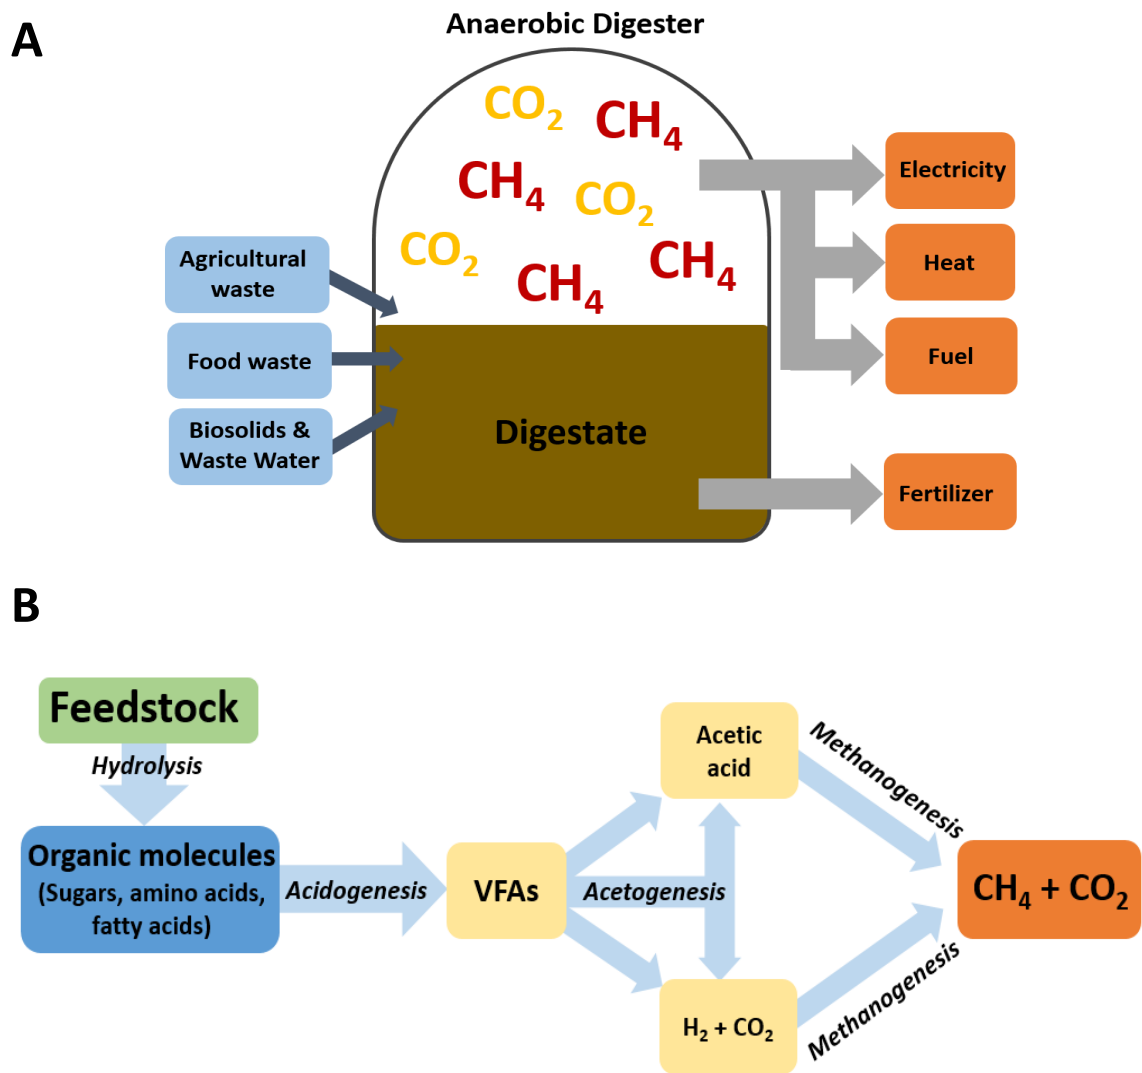 A
Anaerobic Digester
CO₂
CH₄
CH₄
CO₂
CO₂
CH₄
CH₄
Agricultural
waste
Food waste
Biosolids &
Waste Water
Digestate
Electricity
Heat
Fuel
Fertilizer
B
Feedstock
Hydrolysis
Organic molecules
(Sugars, amino acids,
fatty acids)
Acidogenesis
VFAs
Acetogenesis
Acetic
acid
H₂ + CO₂
Methanogenesis
Methanogenesis
CH₄ + CO₂